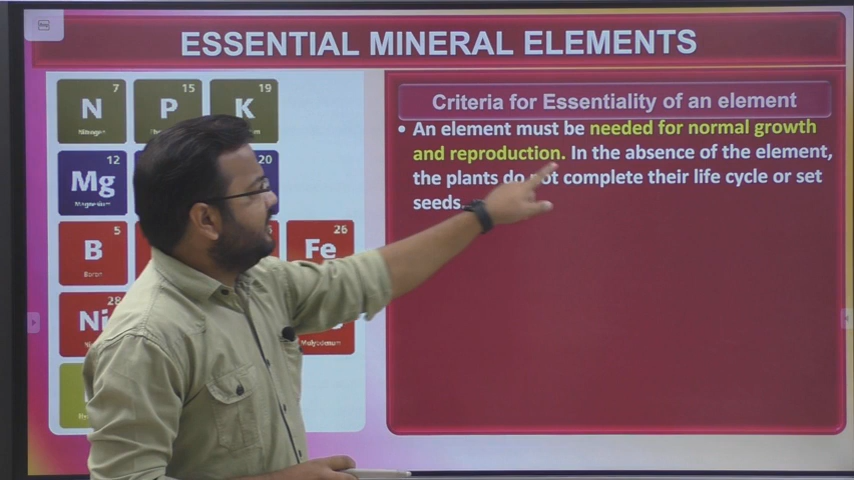 ESSENTIAL MINERAL ELEMENTS
7
N
Nitrogen
15
P
19
K
12
Mg
Magnesium
20
5
B
Boron
26
Fe
28
Ni
Molybdenum
Criteria for Essentiality of an element
• An element must be needed for normal growth
and reproduction. In the absence of the element,
the plants do not complete their life cycle or set
seeds.